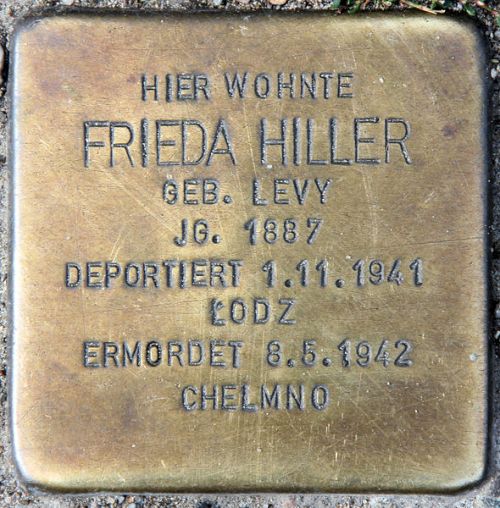 HIER WOHNTE
FRIEDA HILLER
GEB. LEVY
JG. 1887
DEPORTIERT 1.11.1941
ŁODZ
ERMORDET 8.5.1942
CHELMNO